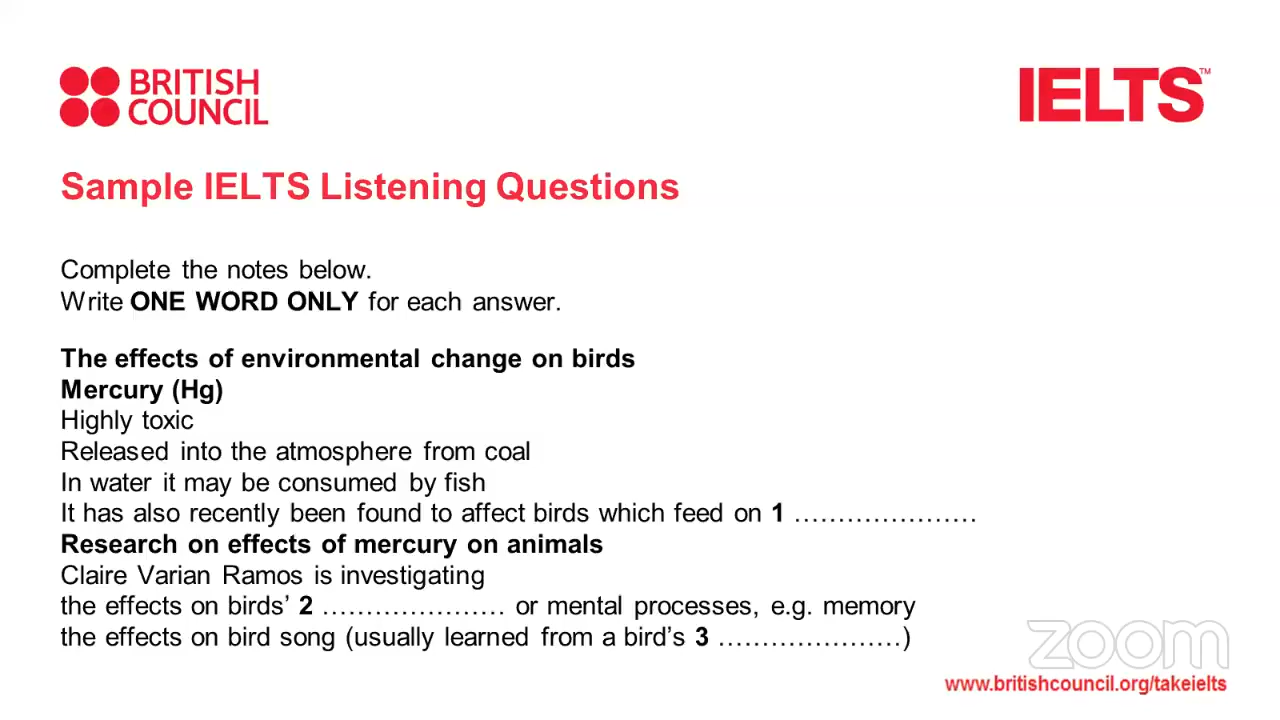 BRITISH
COUNCIL
IELTS™
Sample IELTS Listening Questions
Complete the notes below.
Write ONE WORD ONLY for each answer.
The effects of environmental change on birds
Mercury (Hg)
Highly toxic
Released into the atmosphere from coal
In water it may be consumed by fish
It has also recently been found to affect birds which feed on 1 …………………
Research on effects of mercury on animals
Claire Varian Ramos is investigating
the effects on birds’ 2 ………………… or mental processes, e.g. memory
the effects on bird song (usually learned from a bird’s 3 …………………)
zoom
www.britishcouncil.org/takeielts